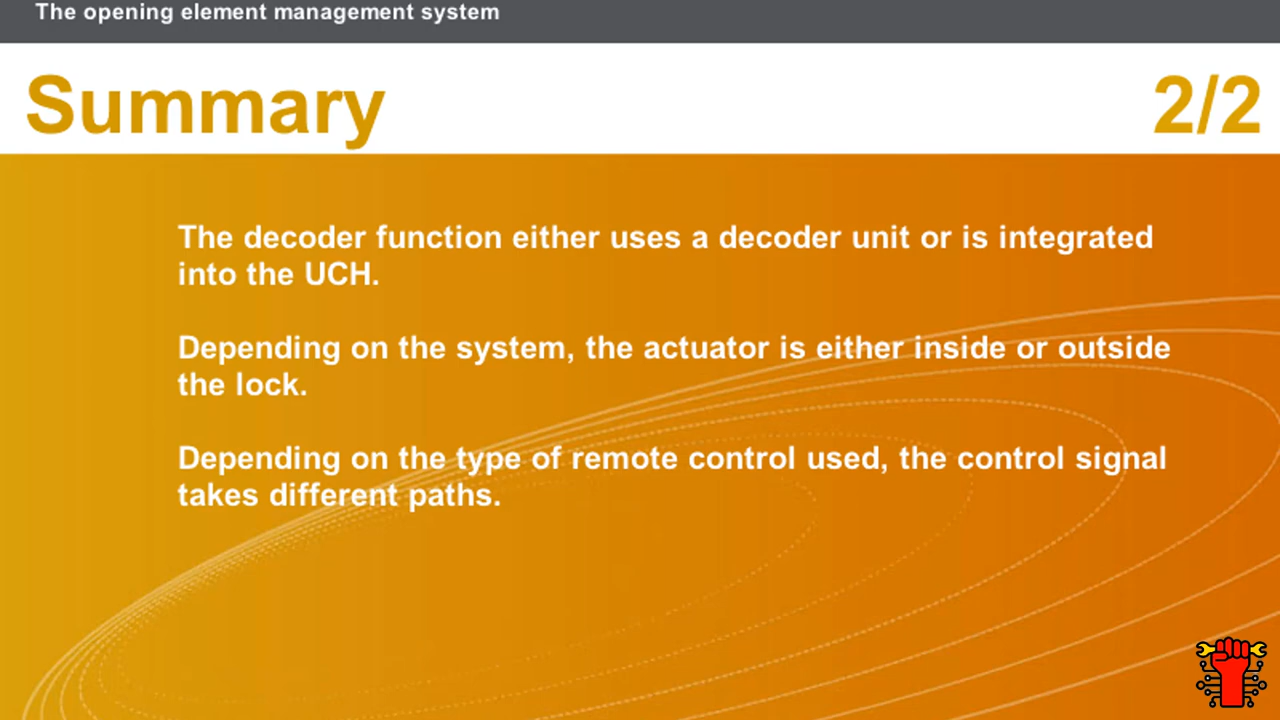 The opening element management system
Summary
2/2
The decoder function either uses a decoder unit or is integrated
into the UCH.
Depending on the system, the actuator is either inside or outside
the lock.
Depending on the type of remote control used, the control signal
takes different paths.